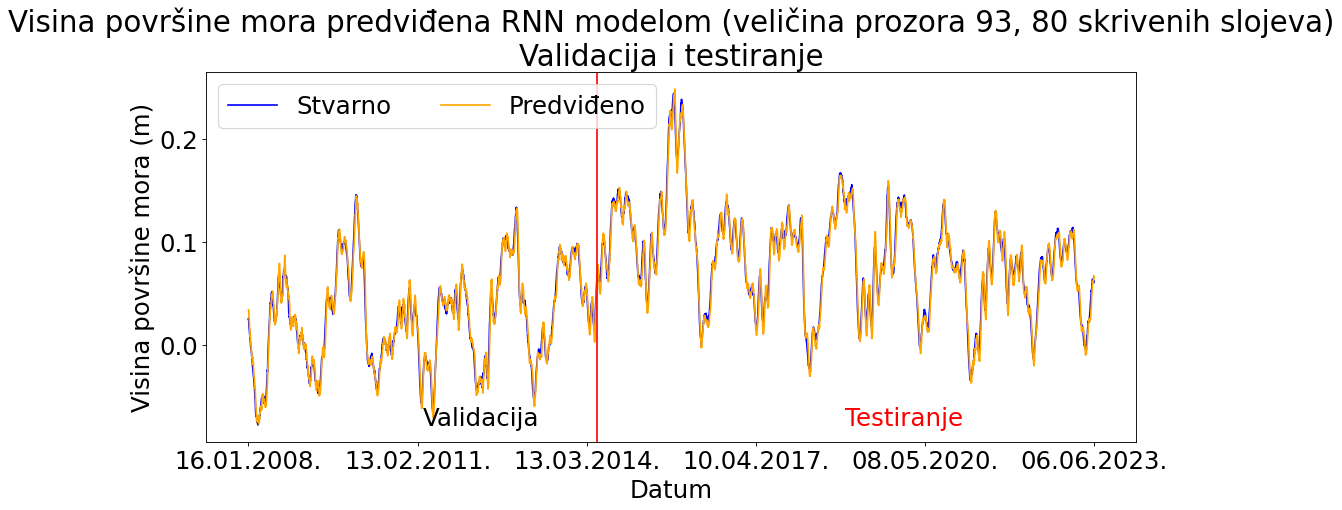 Visina površine mora predviđena RNN modelom (veličina prozora 93, 80 skrivenih slojeva)
Validacija i testiranje
Stvarno
Predviđeno
Visina površine mora (m)
0.2
0.1
0.0
Validacija
Testiranje
16.01.2008.
13.02.2011.
13.03.2014.
10.04.2017.
08.05.2020.
06.06.2023.
Datum